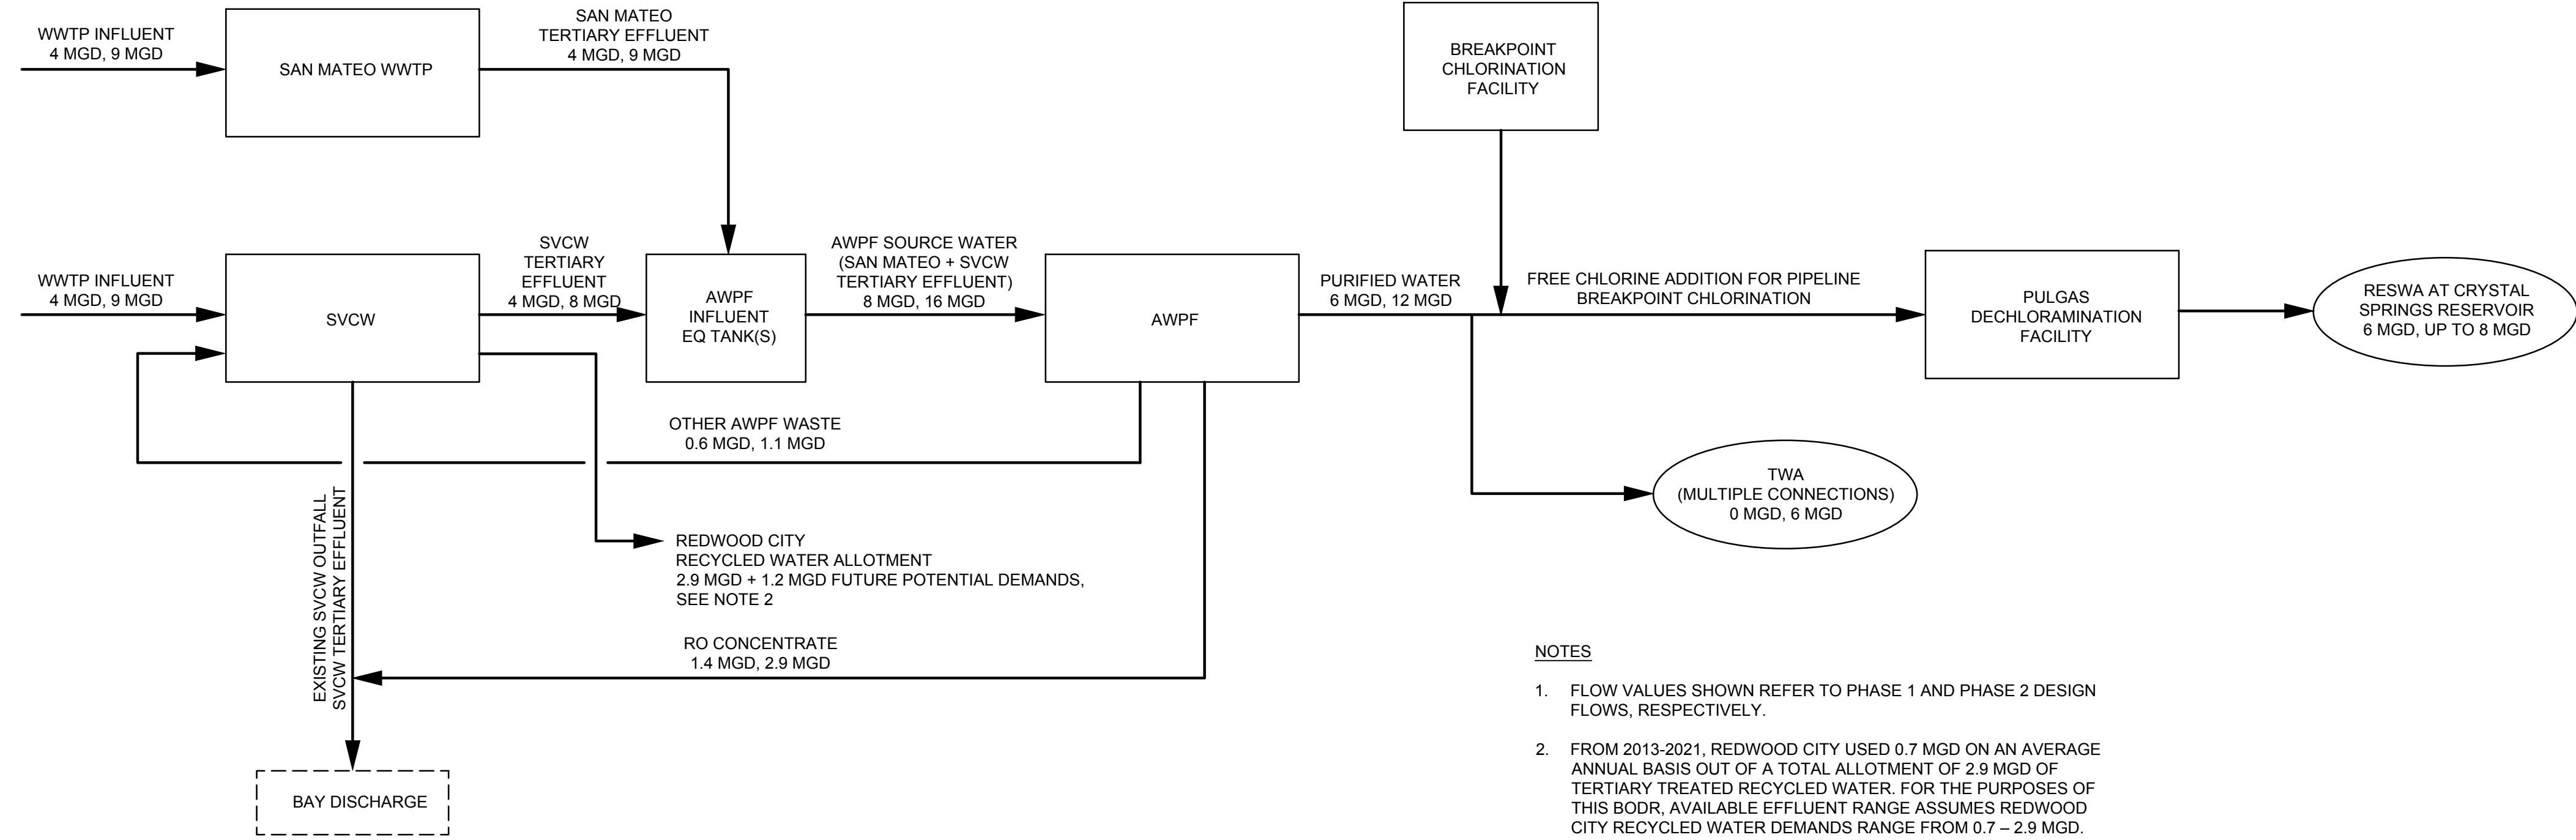 WWTP INFLUENT
4 MGD, 9 MGD
SAN MATEO WWTP
SAN MATEO
TERTIARY EFFLUENT
4 MGD, 9 MGD
BREAKPOINT
CHLORINATION
FACILITY
WWTP INFLUENT
4 MGD, 9 MGD
SVCW
SVCW
TERTIARY
EFFLUENT
4 MGD, 8 MGD
AWPF
INFLUENT
EQ TANK(S)
AWPF SOURCE WATER
(SAN MATEO + SVCW
TERTIARY EFFLUENT)
8 MGD, 16 MGD
AWPF
PURIFIED WATER
6 MGD, 12 MGD
FREE CHLORINE ADDITION FOR PIPELINE
BREAKPOINT CHLORINATION
PULGAS
DECHLORAMINATION
FACILITY
RESWA AT CRYSTAL
SPRINGS RESERVOIR
6 MGD, UP TO 8 MGD
OTHER AWPF WASTE
0.6 MGD, 1.1 MGD
TWA
(MULTIPLE CONNECTIONS)
0 MGD, 6 MGD
EXISTING SVCW OUTFALL
SVCW TERTIARY EFFLUENT
REDWOOD CITY
RECYCLED WATER ALLOTMENT
2.9 MGD + 1.2 MGD FUTURE POTENTIAL DEMANDS,
SEE NOTE 2
RO CONCENTRATE
1.4 MGD, 2.9 MGD
BAY DISCHARGE
NOTES
1. FLOW VALUES SHOWN REFER TO PHASE 1 AND PHASE 2 DESIGN
FLOWS, RESPECTIVELY.
2. FROM 2013-2021, REDWOOD CITY USED 0.7 MGD ON AN AVERAGE
ANNUAL BASIS OUT OF A TOTAL ALLOTMENT OF 2.9 MGD OF
TERTIARY TREATED RECYCLED WATER. FOR THE PURPOSES OF
THIS BODR, AVAILABLE EFFLUENT RANGE ASSUMES REDWOOD
CITY RECYCLED WATER DEMANDS RANGE FROM 0.7 – 2.9 MGD.